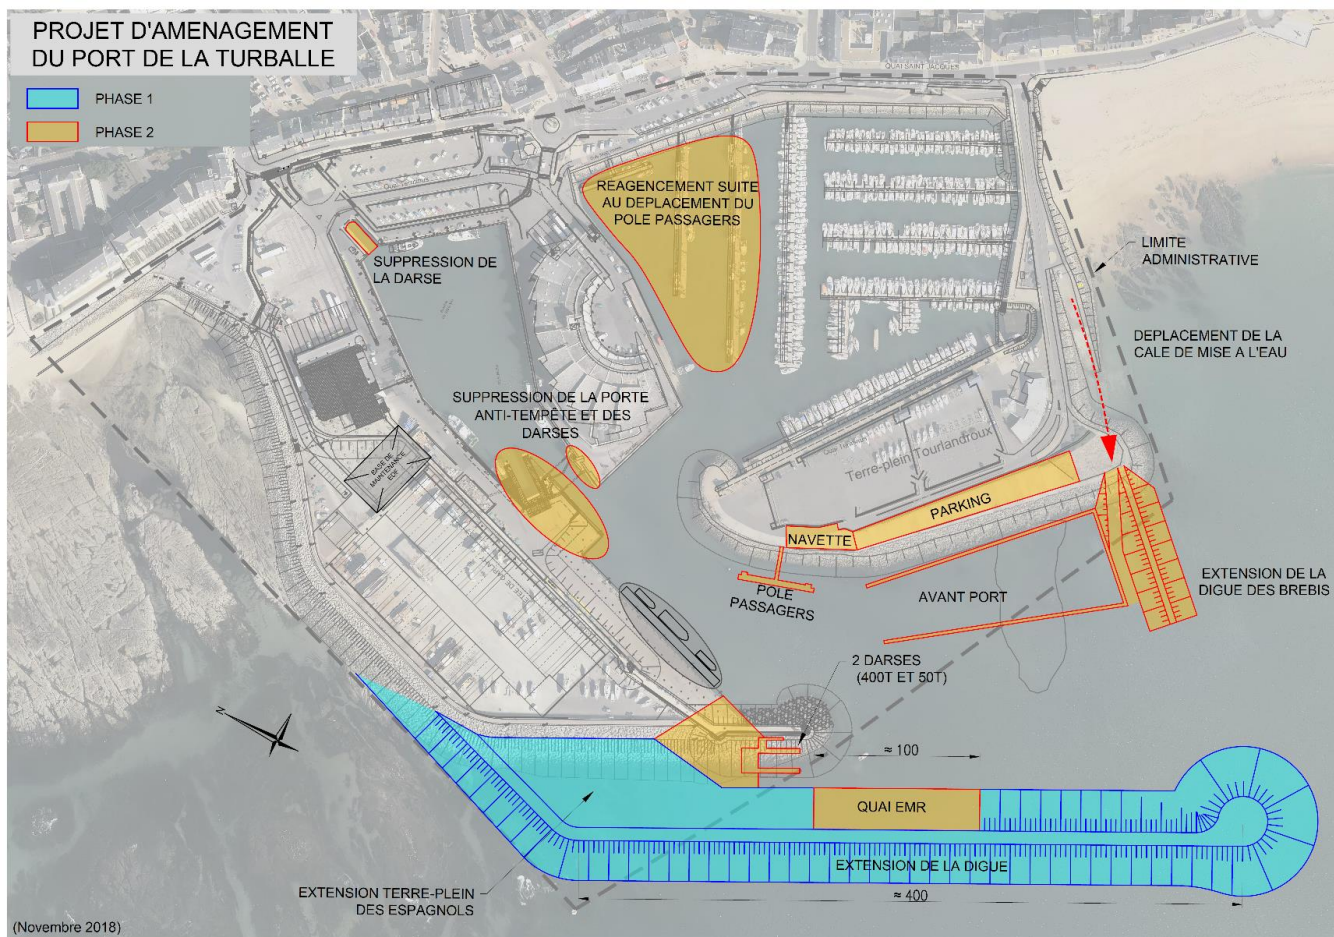 PROJET D'AMENAGEMENT
DU PORT DE LA TURBALLE
PHASE 1
PHASE 2
QUAI SAINT JACQUES
REAGENCEMENT SUITE
AU DEPLACEMENT DU
POLE PASSAGERS
SUPPRESSION DE
LA DARSE
LIMITE
ADMINISTRATIVE
DEPLACEMENT DE LA
CALE DE MISE A L'EAU
SUPPRESSION DE LA PORTE
ANTI-TEMPÊTE ET DES
DARSES
BASE DE
MAINTENANCE
EDF
Terre-plein Tourlandroux
PARKING
NAVETTE
POLE
PASSAGERS
AVANT PORT
EXTENSION DE LA
DIGUE DES BREBIS
2 DARSES
(400T ET 50T)
N
≈ 100
QUAI EMR
EXTENSION DE LA DIGUE
EXTENSION TERRE-PLEIN
DES ESPAGNOLS
≈ 400
(Novembre 2018)